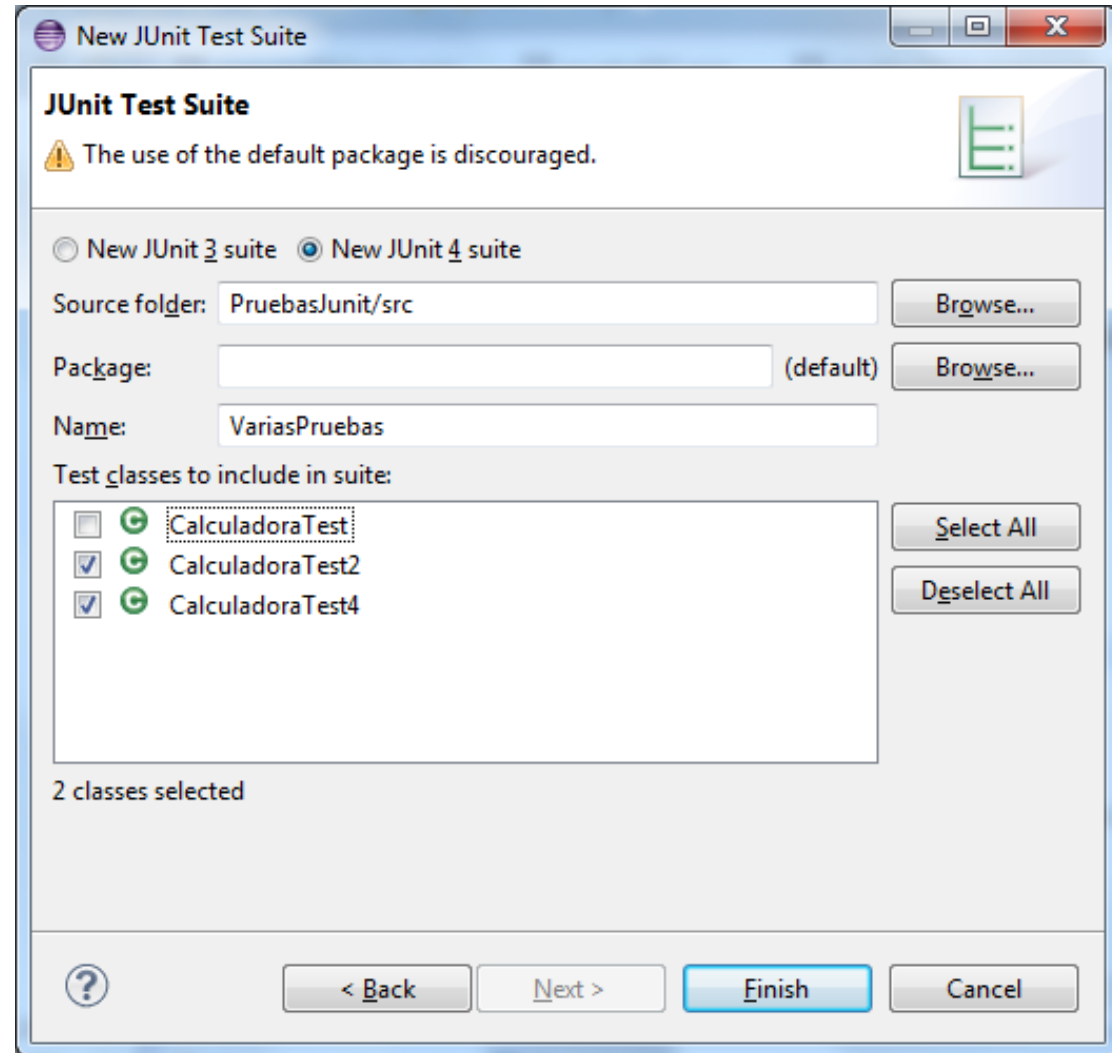 New JUnit Test Suite
JUnit Test Suite
The use of the default package is discouraged.
New JUnit 3 suite New JUnit 4 suite
Source folder: PruebasJunit/src Browse...
Package: (default) Browse...
Name: VariasPruebas
Test classes to include in suite:
CalculadoraTest Select All
CalculadoraTest2
CalculadoraTest4 Deselect All
2 classes selected
? < Back Next > Finish Cancel